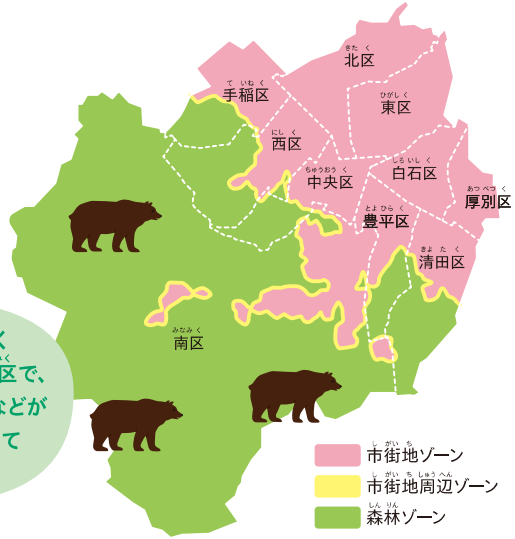 きた く
北区
て いね く
手稲区
ひがし く
東区
にし く
西区
ちゅうおう く
中央区
しろ いし く
白石区
あつ べつ く
厚別区
とよ ひら く
豊平区
きよ た く
清田区
みなみ く
南区
く
区で、
などが
て
し がい ち
市街地ゾーン
し がい ち しゅう へん
市街地周辺ゾーン
しん りん
森林ゾーン